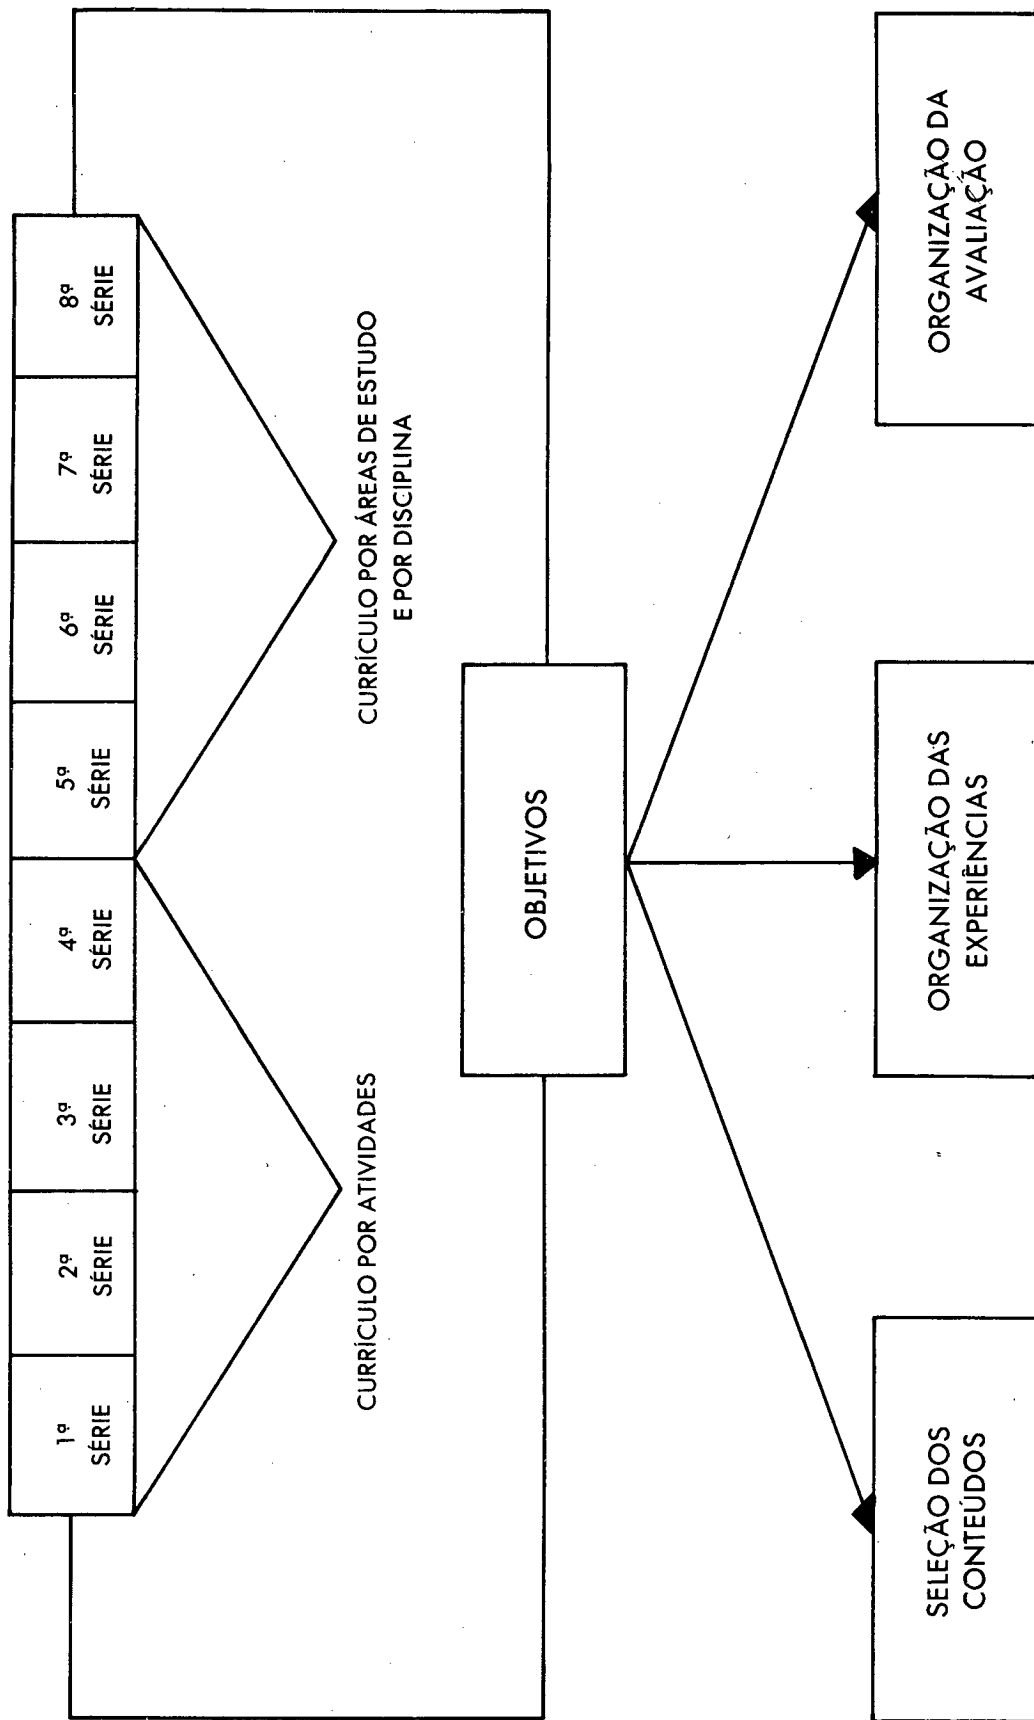 1ª
SÉRIE
2ª
SÉRIE
3ª
SÉRIE
4ª
SÉRIE
5ª
SÉRIE
6ª
SÉRIE
7ª
SÉRIE
8ª
SÉRIE
CURRÍCULO POR ATIVIDADES
CURRÍCULO POR ÁREAS DE ESTUDO
E POR DISCIPLINA
OBJETIVOS
SELEÇÃO DOS
CONTEÚDOS
ORGANIZAÇÃO DAS
EXPERIÊNCIAS
ORGANIZAÇÃO DA
AVALIAÇÃO